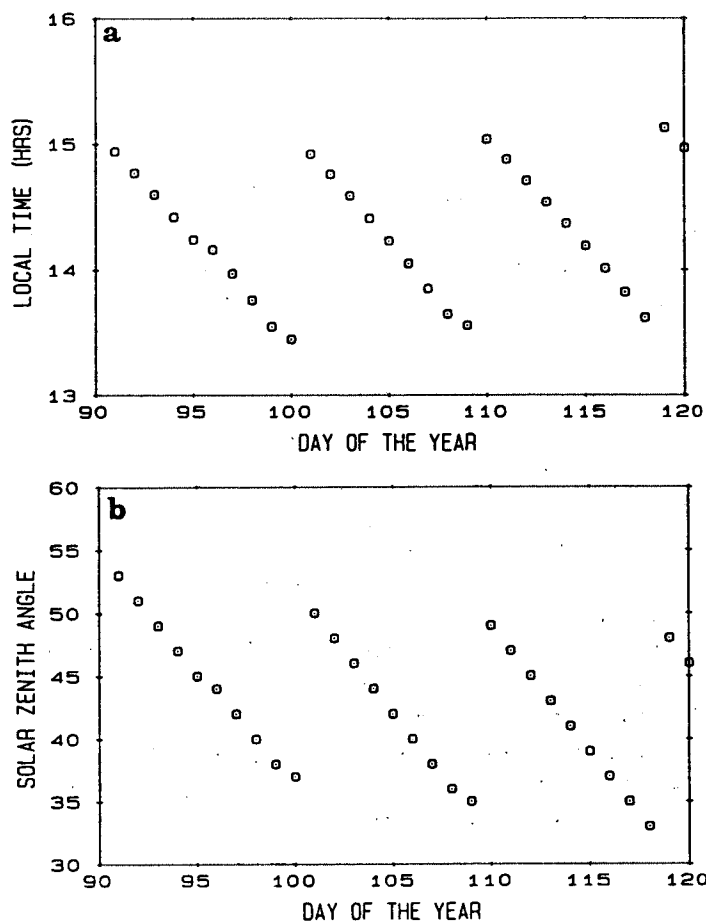 a
16
15
14
13
LOCAL TIME (HRS)
90 95 100 105 110 115 120
DAY OF THE YEAR
b
60
55
50
45
40
35
30
SOLAR ZENITH ANGLE
90 95 100 105 110 115 120
DAY OF THE YEAR